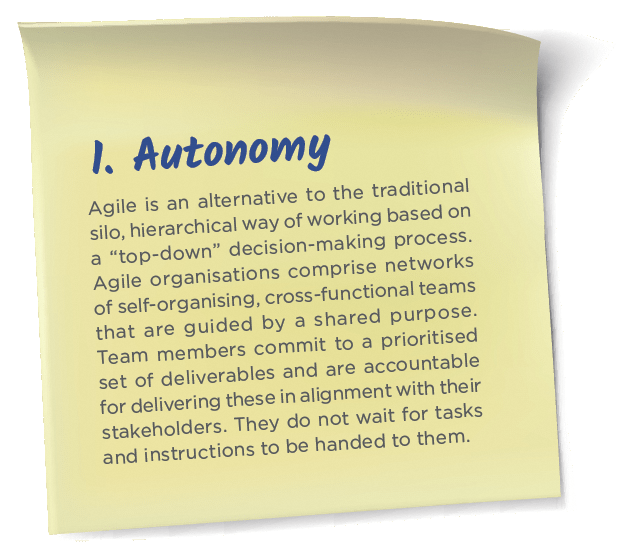 1. Autonomy
Agile is an alternative to the traditional
silo, hierarchical way of working based on
a “top-down” decision-making process.
Agile organisations comprise networks
of self-organising, cross-functional teams
that are guided by a shared purpose.
Team members commit to a prioritised
set of deliverables and are accountable
for delivering these in alignment with their
stakeholders. They do not wait for tasks
and instructions to be handed to them.